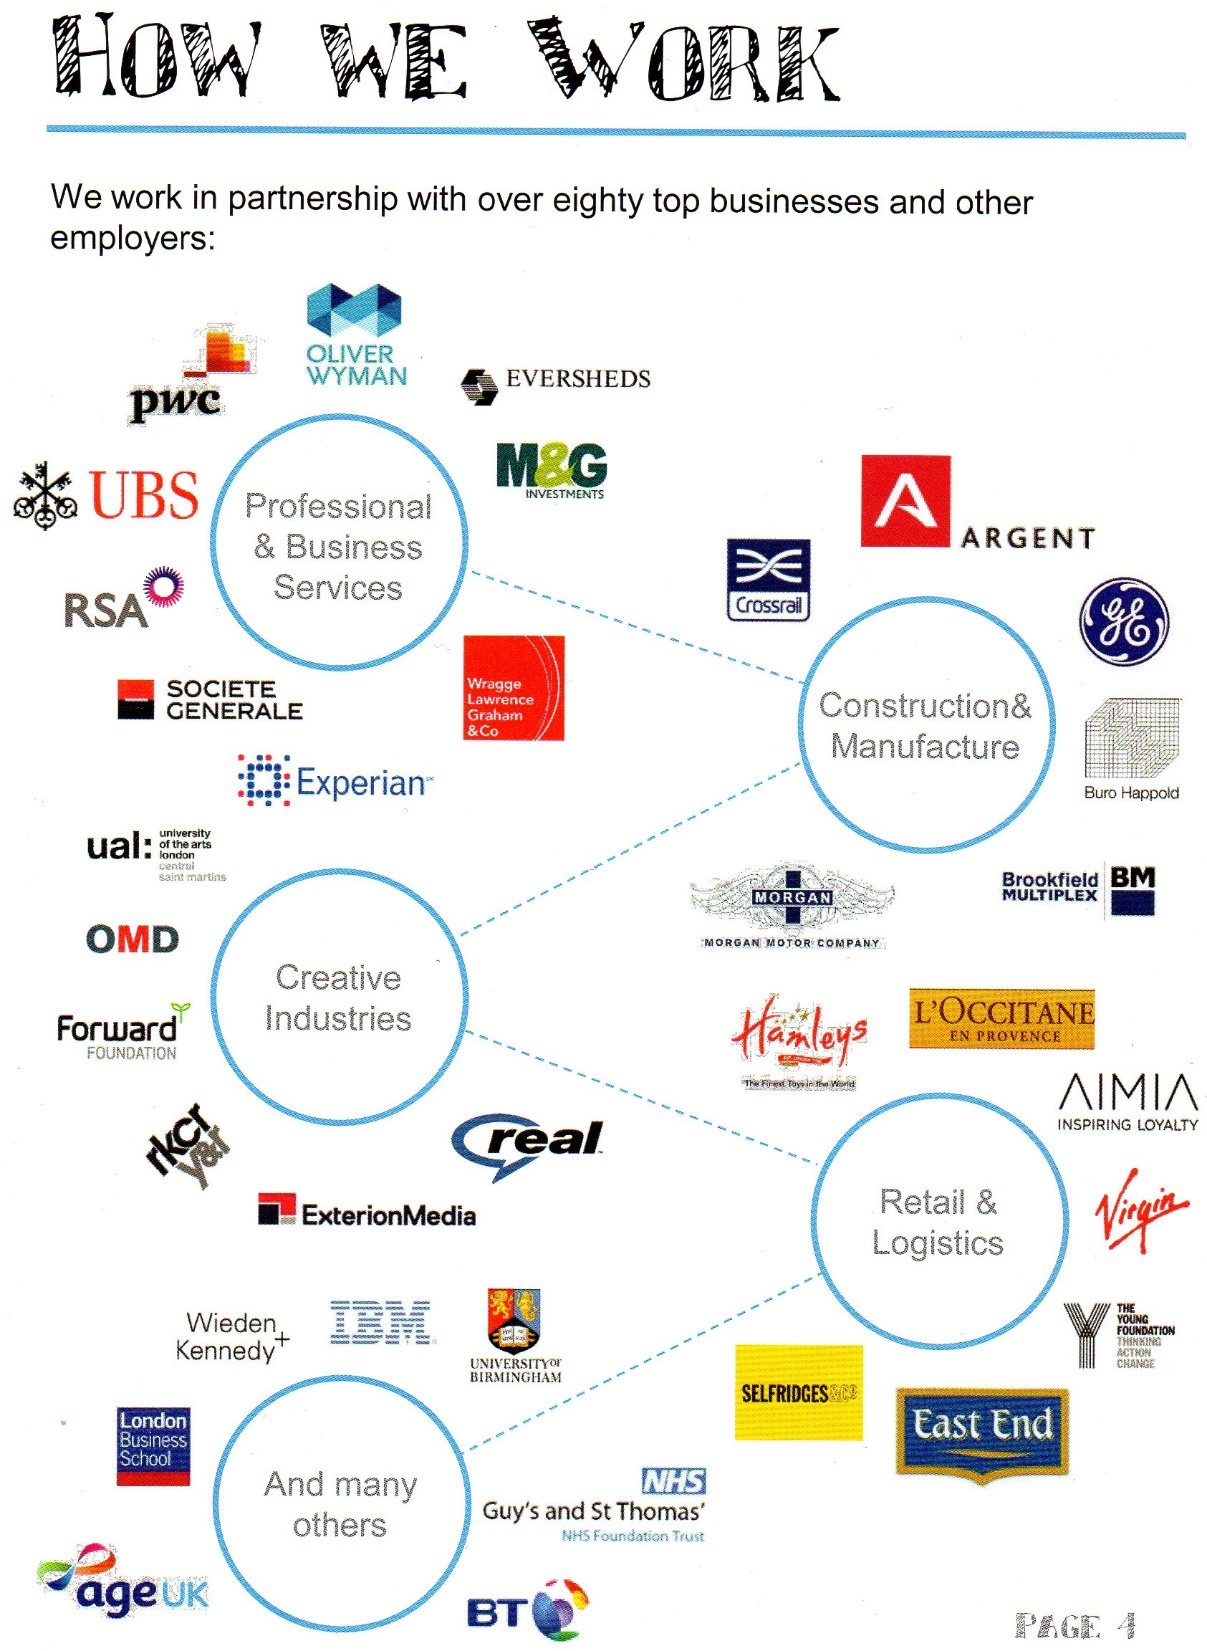 HOW WE WORK
We work in partnership with over eighty top businesses and other
employers:
OLIVER
WYMAN
pwc
EVERSHEDS
M&G
INVESTMENTS
UBS
Professional
& Business
Services
RSA
SOCIETE
GENERALE
Wragge
Lawrence
Graham
&Co
Experian
ARGENT
Crossrail
GE
Construction&
Manufacture
Buro Happold
Brookfield
MULTIPLEX
BM
MORGAN
MORGAN MOTOR COMPANY
ual:
university
of the arts
london
central
saint martins
OMD
Forward
FOUNDATION
Creative
Industries
rkcr
y&r
real
ExterionMedia
Hamleys
The Finest Toys in the World
L'OCCITANE
EN PROVENCE
AIMIA
INSPIRING LOYALTY
Retail &
Logistics
Virgin
THE
YOUNG
FOUNDATION
THINKING
ACTION
CHANGE
SELFRIDGES&CO
East End
Wieden
Kennedy+
IBM
UNIVERSITY OF
BIRMINGHAM
London
Business
School
And many
others
NHS
Guy's and St Thomas'
NHS Foundation Trust
age UK
BT
PAGE 4